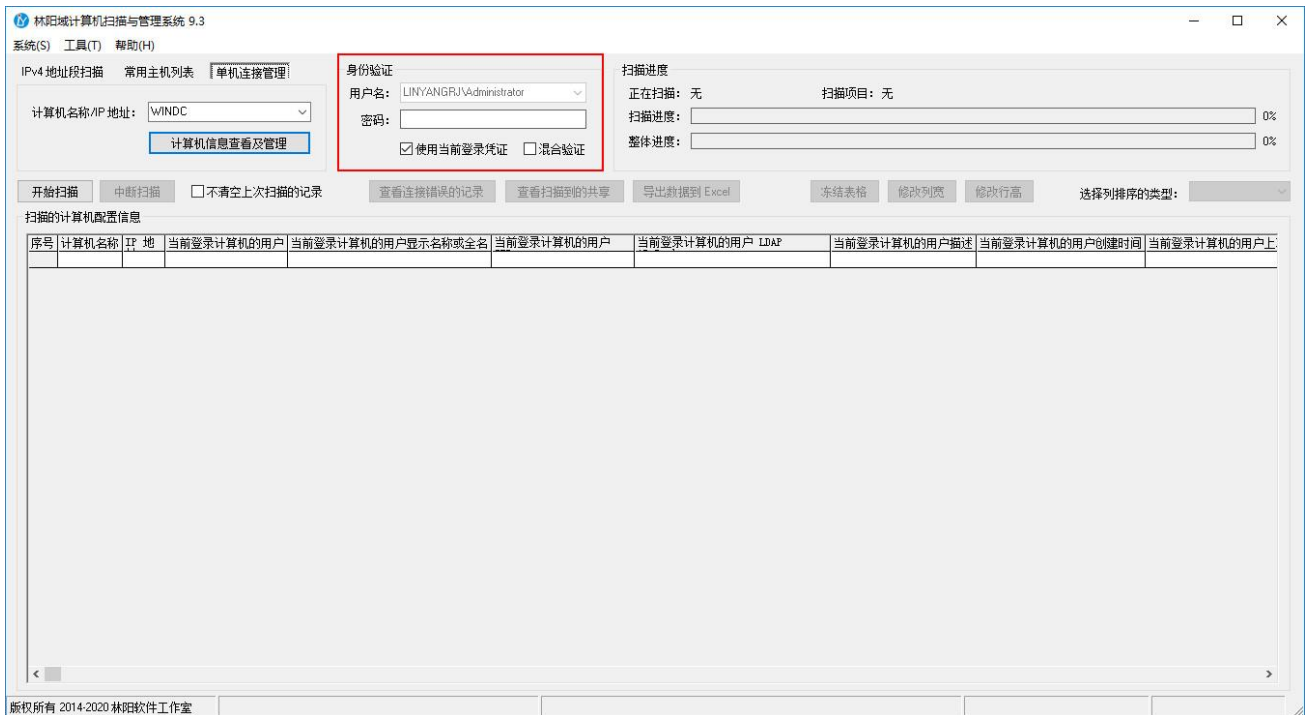 林阳域计算机扫描与管理系统 9.3
系统(S) 工具(T) 帮助(H)
IPv4 地址段扫描 常用主机列表 单机连接管理
计算机名称/IP 地址: WINDC
计算机信息查看及管理
身份验证
用户名: LINYANGRJ\Administrator
密码:
使用当前登录凭证 混合验证
扫描进度
正在扫描: 无 扫描项目: 无
扫描进度: 0%
整体进度: 0%
开始扫描 中断扫描 不清空上次扫描的记录 查看连接错误的记录 查看扫描到的共享 导出数据到 Excel 冻结表格 修改列宽 修改行高 选择列排序的类型:
扫描的计算机配置信息
序号 计算机名称 IP 地 当前登录计算机的用户 当前登录计算机的用户显示名称或全名 当前登录计算机的用户 当前登录计算机的用户 LDAP 当前登录计算机的用户描述 当前登录计算机的用户创建时间 当前登录计算机的用户上
版权所有 2014-2020 林阳软件工作室